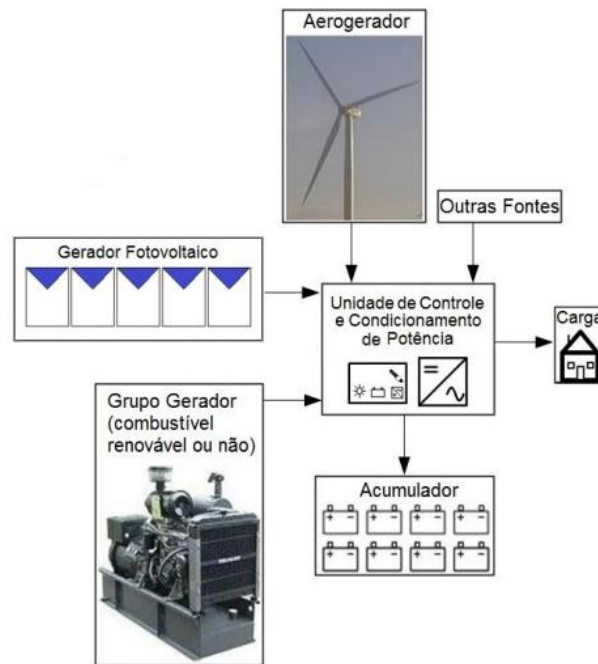 Aerogerador
Outras Fontes
Gerador Fotovoltaico
Unidade de Controle
e Condicionamento
de Potência
Carga
Grupo Gerador
(combustível
renovável ou não)
Acumulador